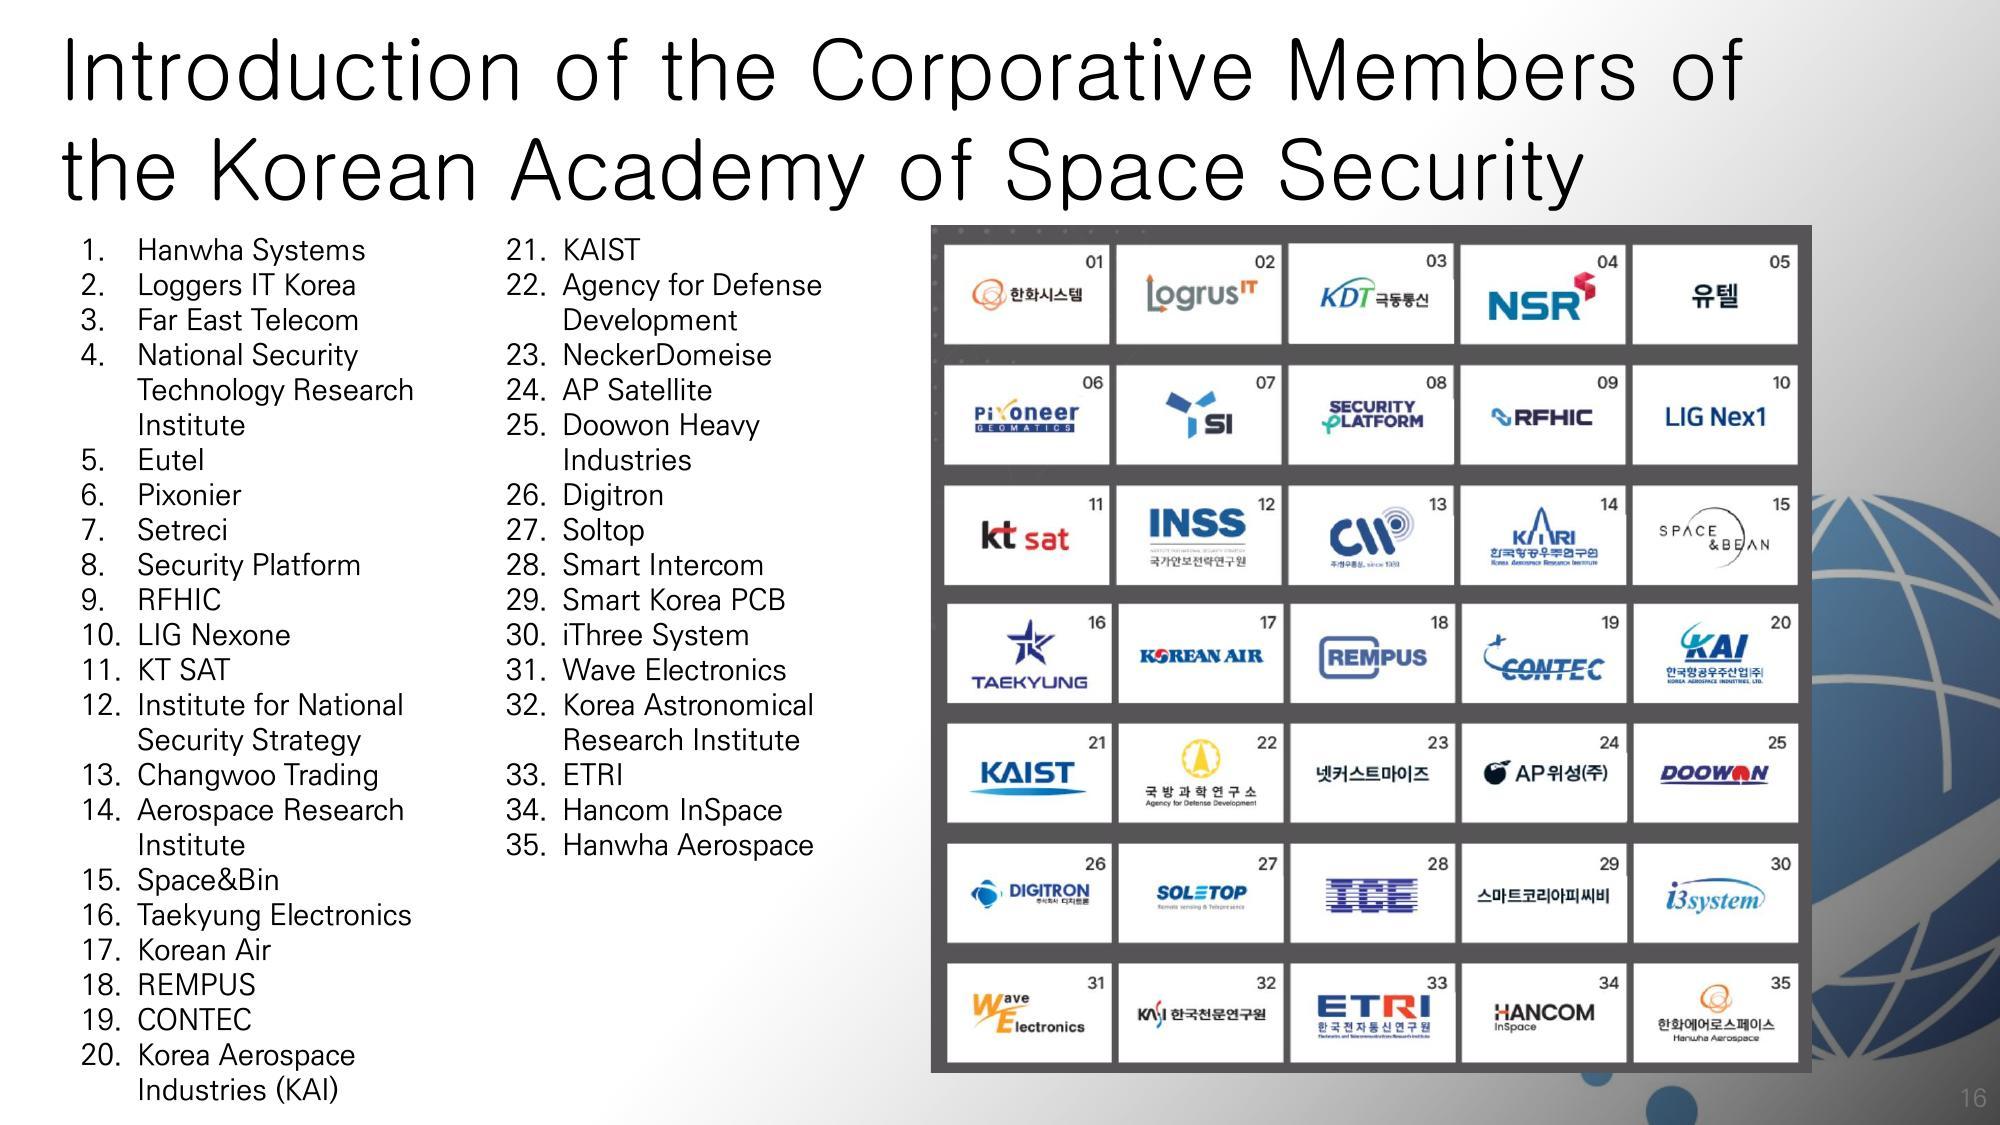 Introduction of the Corporative Members of
the Korean Academy of Space Security
1. Hanwha Systems
2. Loggers IT Korea
3. Far East Telecom
4. National Security
Technology Research
Institute
5. Eutel
6. Pixonier
7. Setreci
8. Security Platform
9. RFHIC
10. LIG Nexone
11. KT SAT
12. Institute for National
Security Strategy
13. Changwoo Trading
14. Aerospace Research
Institute
15. Space&Bin
16. Taekyung Electronics
17. Korean Air
18. REMPUS
19. CONTEC
20. Korea Aerospace
Industries (KAI)
21. KAIST
22. Agency for Defense
Development
23. NeckerDomeise
24. AP Satellite
25. Doowon Heavy
Industries
26. Digitron
27. Soltop
28. Smart Intercom
29. Smart Korea PCB
30. iThree System
31. Wave Electronics
32. Korea Astronomical
Research Institute
33. ETRI
34. Hancom InSpace
35. Hanwha Aerospace
01
한화시스템
02
LogrusIT
03
KDT 극동통신
04
NSR
05
유텔
06
Pixoneer
GEOMATICS
07
SI
08
SECURITY
PLATFORM
09
RFHIC
10
LIG Nex1
11
kt sat
12
INSS
국가안보전략연구원
13
since 1989
14
KARI
한국항공우주연구원
KOREA AEROSPACE RESEARCH INSTITUTE
15
SPACE
&BEAN
16
TAEKYUNG
17
KOREAN AIR
18
REMPUS
19
CONTEC
20
KAI
한국항공우주산업(주)
KOREA AEROSPACE INDUSTRIES, LTD.
21
KAIST
22
국방과학연구소
Agency for Defense Development
23
넷커스트마이즈
24
AP위성(주)
25
DOOWON
26
DIGITRON
주식회사 디지트론
27
SOLETOP
Remote sensing & Telepresence
28
ICE
29
스마트코리아피씨비
30
i3system
31
Wave
Electronics
32
KASI 한국천문연구원
33
ETRI
한국전자통신연구원
Electronics and Telecommunications Research Institute
34
HANCOM
InSpace
35
한화에어로스페이스
Hanwha Aerospace
16